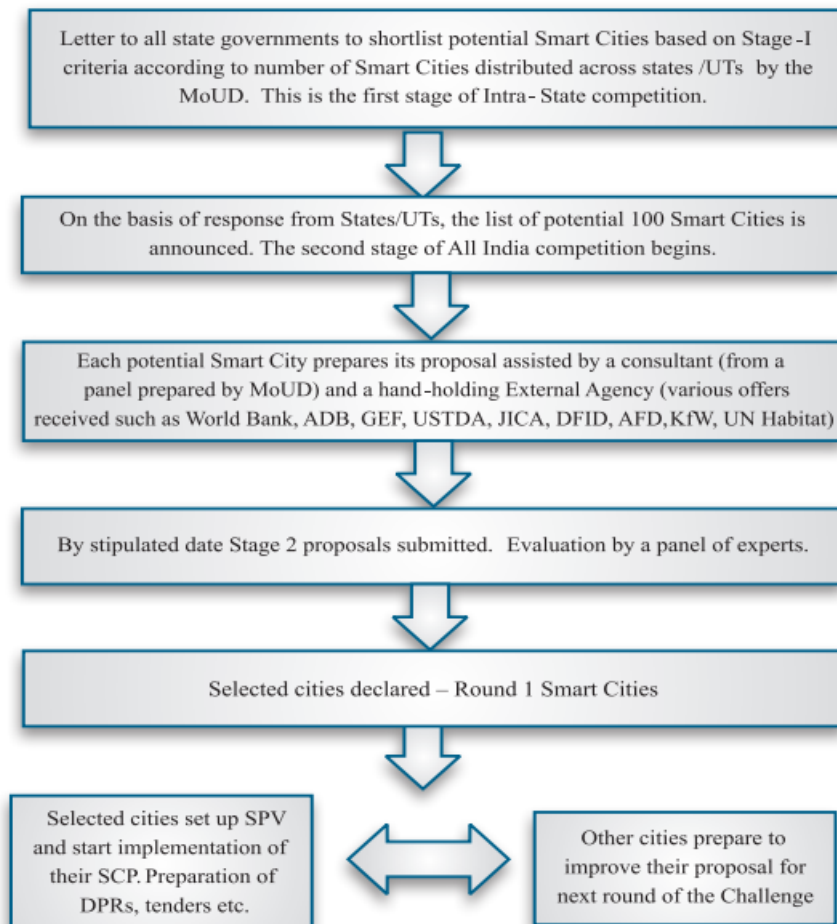 Letter to all state governments to shortlist potential Smart Cities based on Stage -I
criteria according to number of Smart Cities distributed across states /UTs by the
MoUD. This is the first stage of Intra- State competition.
On the basis of response from States/UTs, the list of potential 100 Smart Cities is
announced. The second stage of All India competition begins.
Each potential Smart City prepares its proposal assisted by a consultant (from a
panel prepared by MoUD) and a hand-holding External Agency (various offers
received such as World Bank, ADB, GEF, USTDA, JICA, DFID, AFD,KfW, UN Habitat)
By stipulated date Stage 2 proposals submitted. Evaluation by a panel of experts.
Selected cities declared – Round 1 Smart Cities
Selected cities set up SPV
and start implementation of
their SCP. Preparation of
DPRs, tenders etc.
Other cities prepare to
improve their proposal for
next round of the Challenge